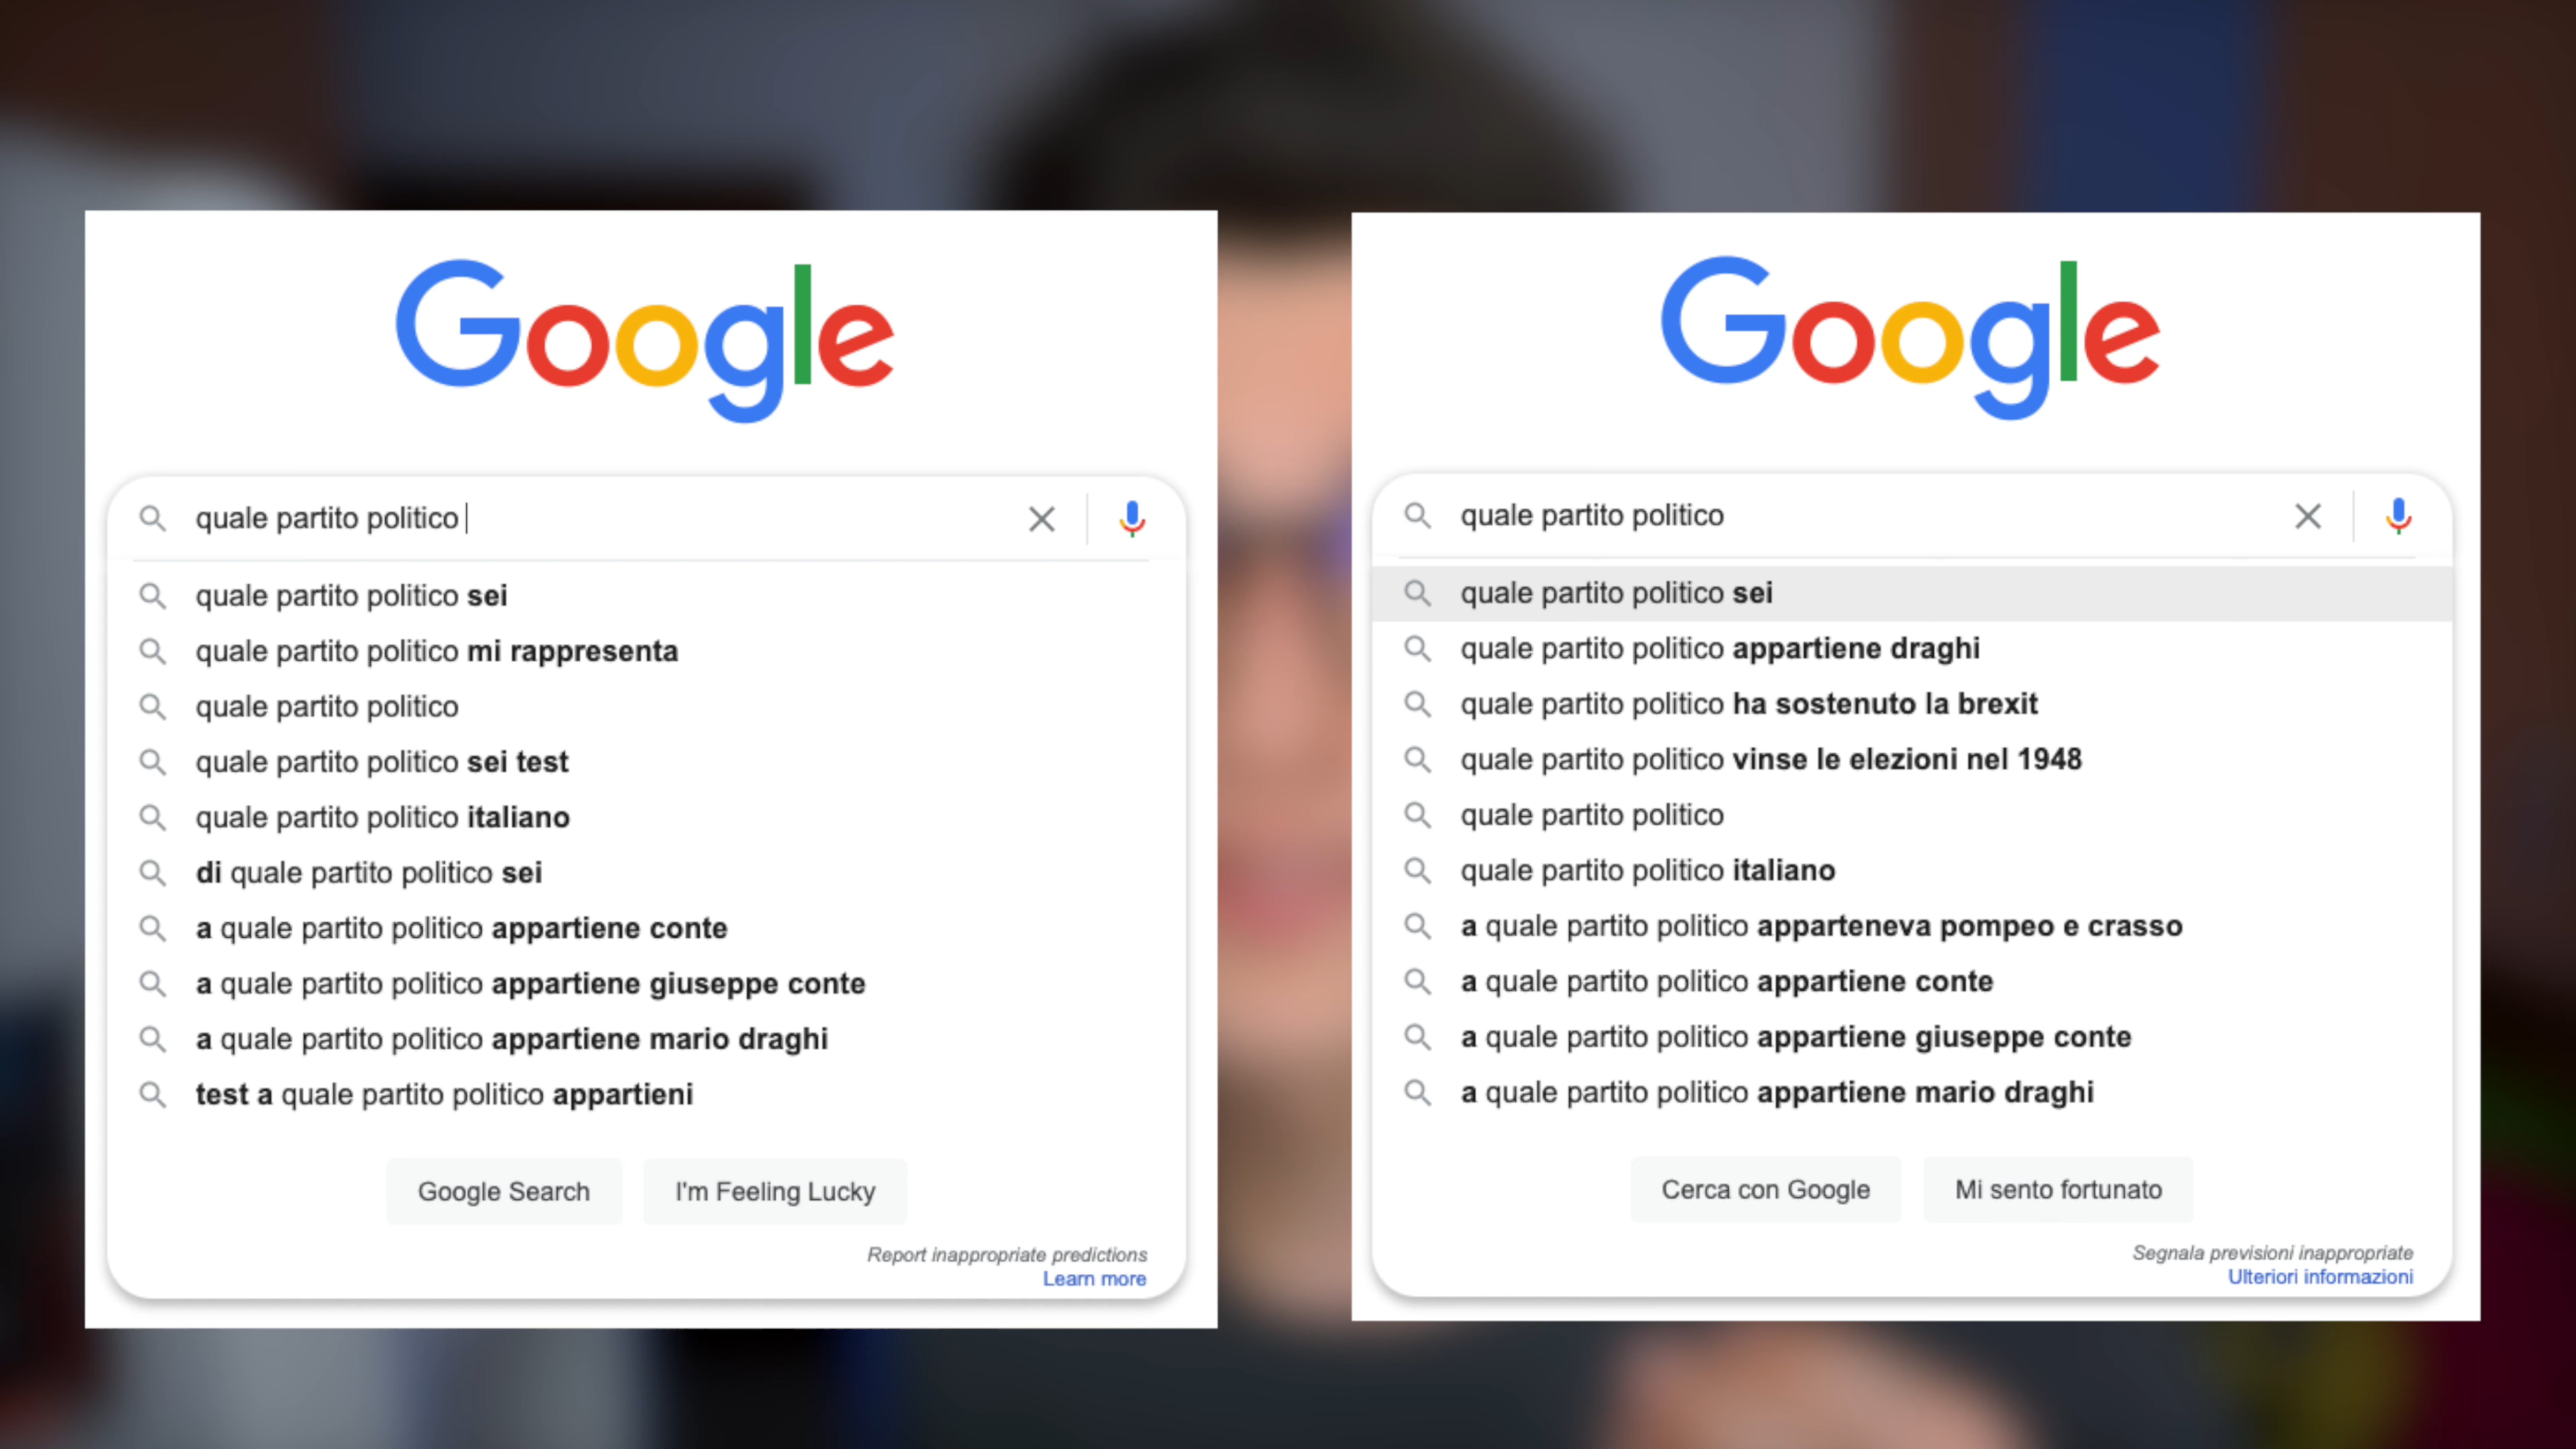 Google
quale partito politico
quale partito politico sei
quale partito politico mi rappresenta
quale partito politico
quale partito politico sei test
quale partito politico italiano
di quale partito politico sei
a quale partito politico appartiene conte
a quale partito politico appartiene giuseppe conte
a quale partito politico appartiene mario draghi
test a quale partito politico appartieni
Google Search
I'm Feeling Lucky
Report inappropriate predictions
Learn more
Google
quale partito politico
quale partito politico sei
quale partito politico appartiene draghi
quale partito politico ha sostenuto la brexit
quale partito politico vinse le elezioni nel 1948
quale partito politico
quale partito politico italiano
a quale partito politico apparteneva pompeo e crasso
a quale partito politico appartiene conte
a quale partito politico appartiene giuseppe conte
a quale partito politico appartiene mario draghi
Cerca con Google
Mi sento fortunato
Segnala previsioni inappropriate
Ulteriori informazioni